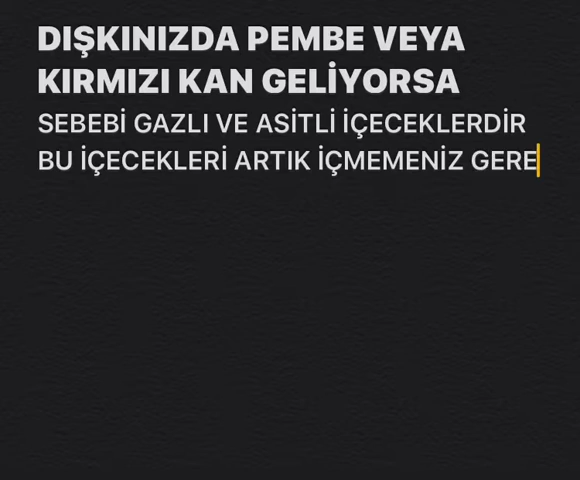 DIŞKINIZDA PEMBE VEYA
KIRMIZI KAN GELİYORSA
SEBEBİ GAZLI VE ASİTLİ İÇECEKLERDİR
BU İÇECEKLERİ ARTIK İÇMEMENİZ GERE